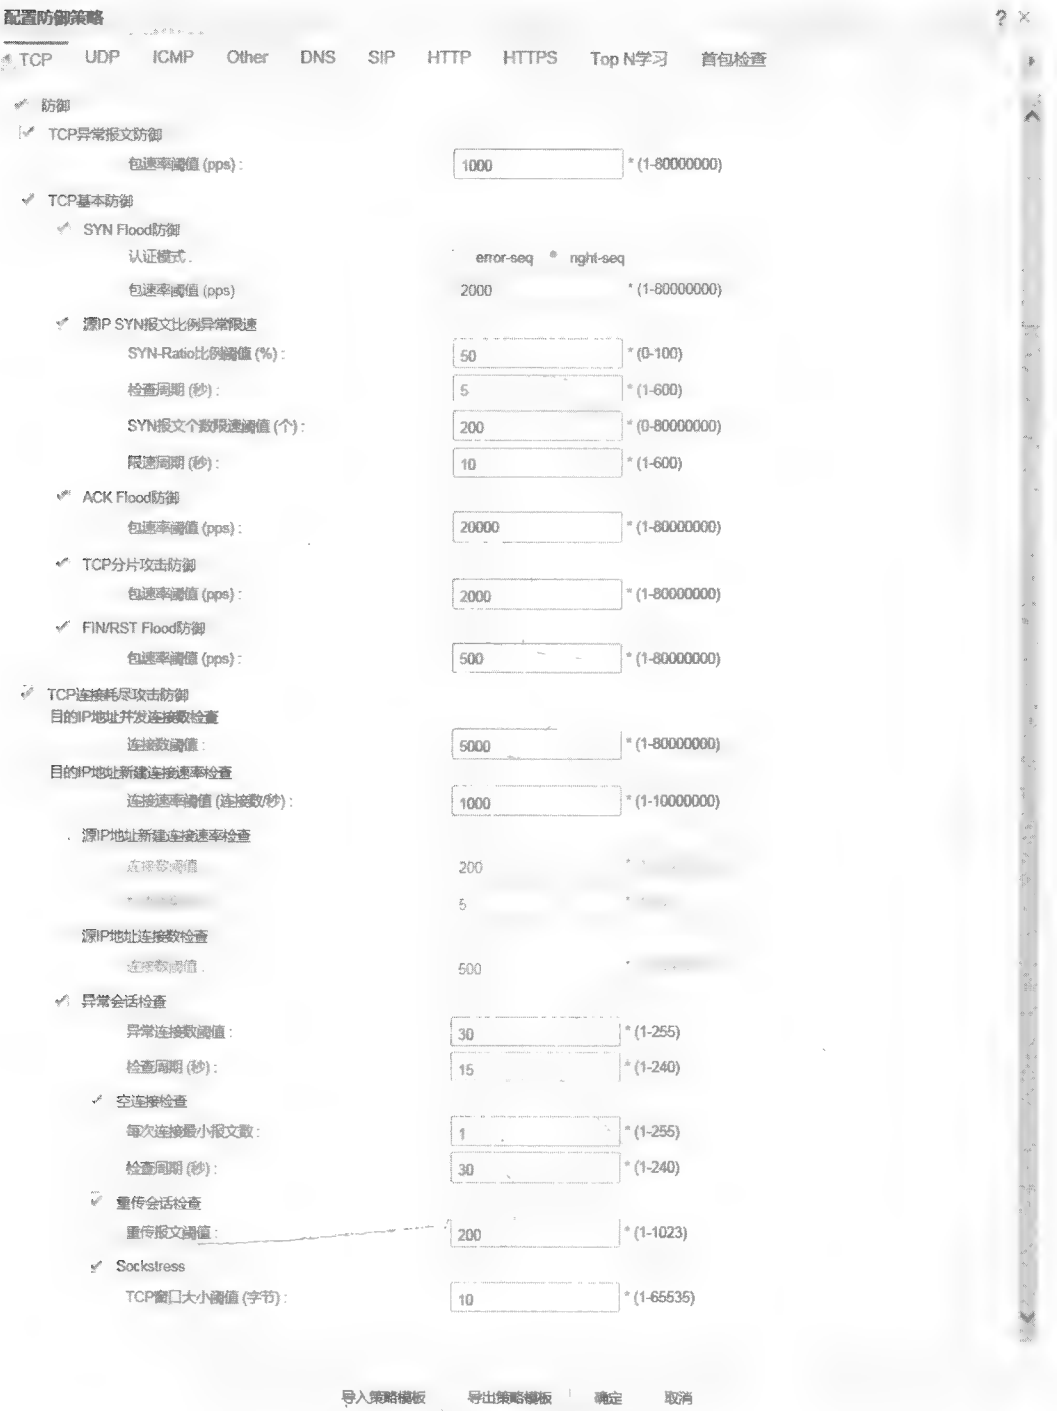 配置防御策略 ? ×
TCP UDP ICMP Other DNS SIP HTTP HTTPS Top N学习 首包检查
防御
TCP异常报文防御
包速率阈值 (pps) : 1000 * (1-80000000)
TCP基本防御
SYN Flood防御
认证模式 : error-seq right-seq
包速率阈值 (pps) 2000 * (1-80000000)
源IP SYN报文比例异常限速
SYN-Ratio比例阈值 (%) : 50 * (0-100)
检查周期 (秒) : 5 * (1-600)
SYN报文个数限速阈值 (个) : 200 * (0-80000000)
限速周期 (秒) : 10 * (1-600)
ACK Flood防御
包速率阈值 (pps) : 20000 * (1-80000000)
TCP分片攻击防御
包速率阈值 (pps) : 2000 * (1-80000000)
FIN/RST Flood防御
包速率阈值 (pps) : 500 * (1-80000000)
TCP连接耗尽攻击防御
目的IP地址并发连接数检查
连接数阈值 : 5000 * (1-80000000)
目的IP地址新建连接速率检查
连接速率阈值 (连接数/秒) : 1000 * (1-10000000)
源IP地址新建连接速率检查
连接数阈值 200 *
5 *
源IP地址连接数检查
连接数阈值 : 500 *
异常会话检查
异常连接数阈值 : 30 * (1-255)
检查周期 (秒) : 15 * (1-240)
空连接检查
每次连接最小报文数 : 1 * (1-255)
检查周期 (秒) : 30 * (1-240)
重传会话检查
重传报文阈值 : 200 * (1-1023)
Sockstress
TCP窗口大小阈值 (字节) : 10 * (1-65535)
导入策略模板 导出策略模板 确定 取消